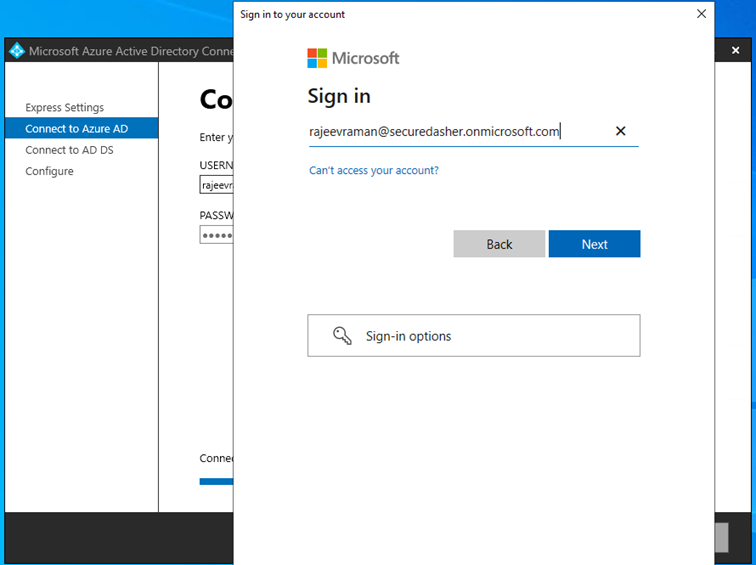 Sign in to your account
Microsoft Azure Active Directory Conne
Microsoft
Sign in
rajeevraman@securedasher.onmicrosoft.com
Can't access your account?
Back
Next
Sign-in options
Express Settings
Connect to Azure AD
Connect to AD DS
Configure
Co
Enter y
USERN
rajeevr
PASSW
Connec